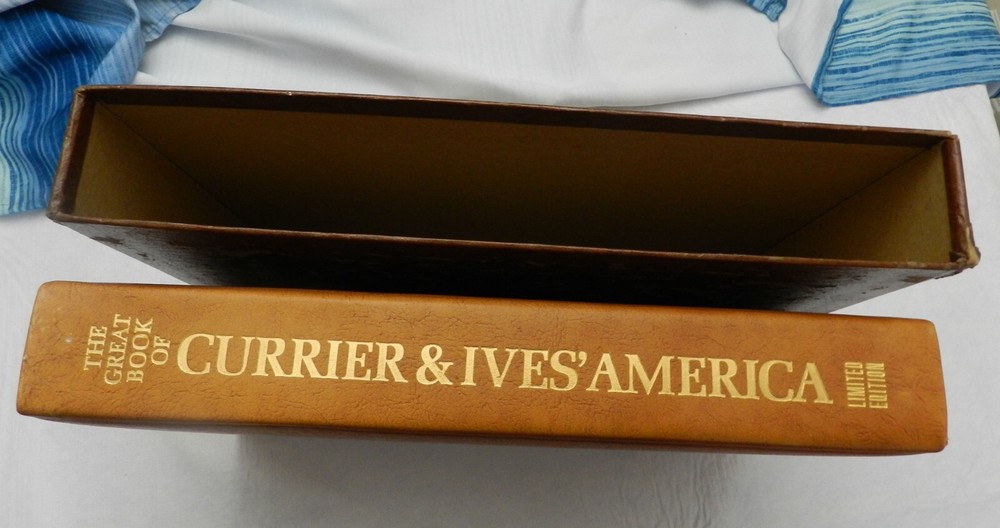 THE
GREAT
BOOK
OF
CURRIER & IVES' AMERICA
LIMITED
EDITION